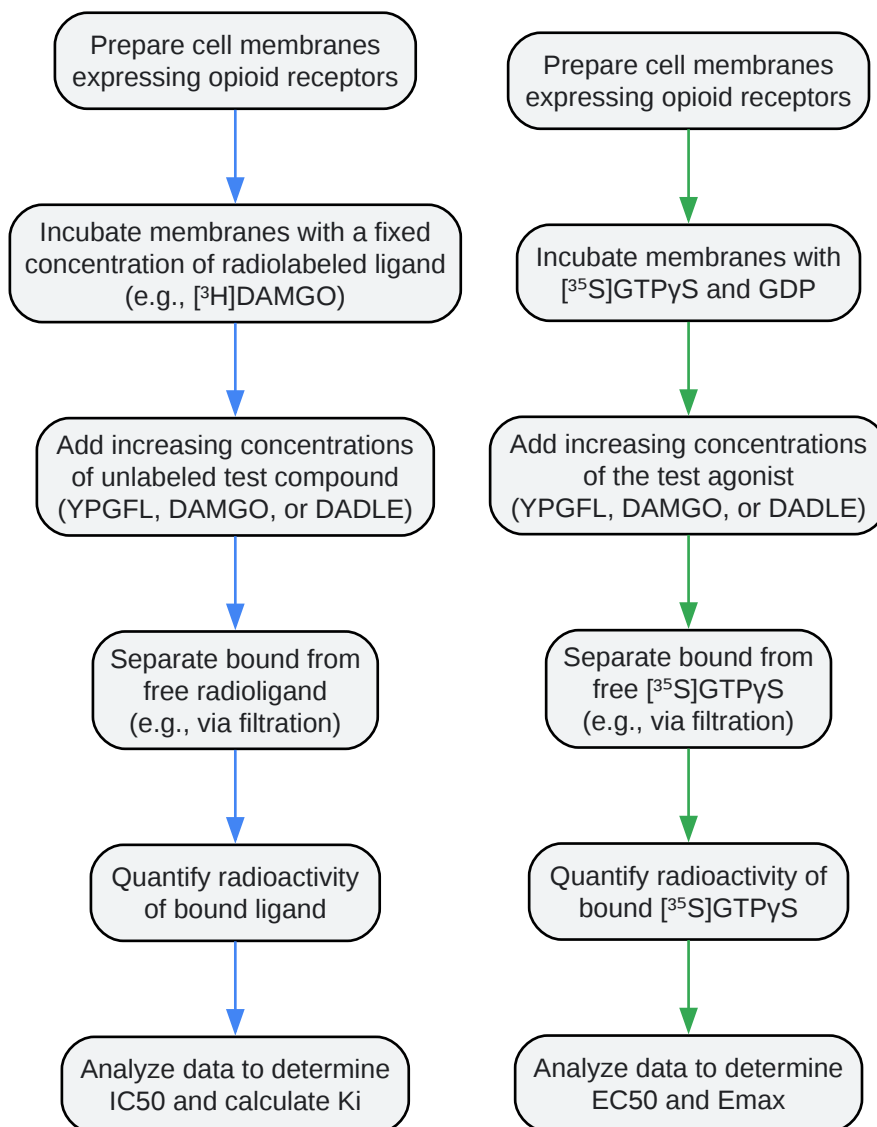 Prepare cell membranes
expressing opioid receptors
Incubate membranes with a fixed
concentration of radiolabeled ligand
(e.g., [³H]DAMGO)
Add increasing concentrations
of unlabeled test compound
(YPGFL, DAMGO, or DADLE)
Separate bound from
free radioligand
(e.g., via filtration)
Quantify radioactivity
of bound ligand
Analyze data to determine
IC50 and calculate Ki
Prepare cell membranes
expressing opioid receptors
Incubate membranes with
[³⁵S]GTPγS and GDP
Add increasing concentrations
of the test agonist
(YPGFL, DAMGO, or DADLE)
Separate bound from
free [³⁵S]GTPγS
(e.g., via filtration)
Quantify radioactivity of
bound [³⁵S]GTPγS
Analyze data to determine
EC50 and Emax